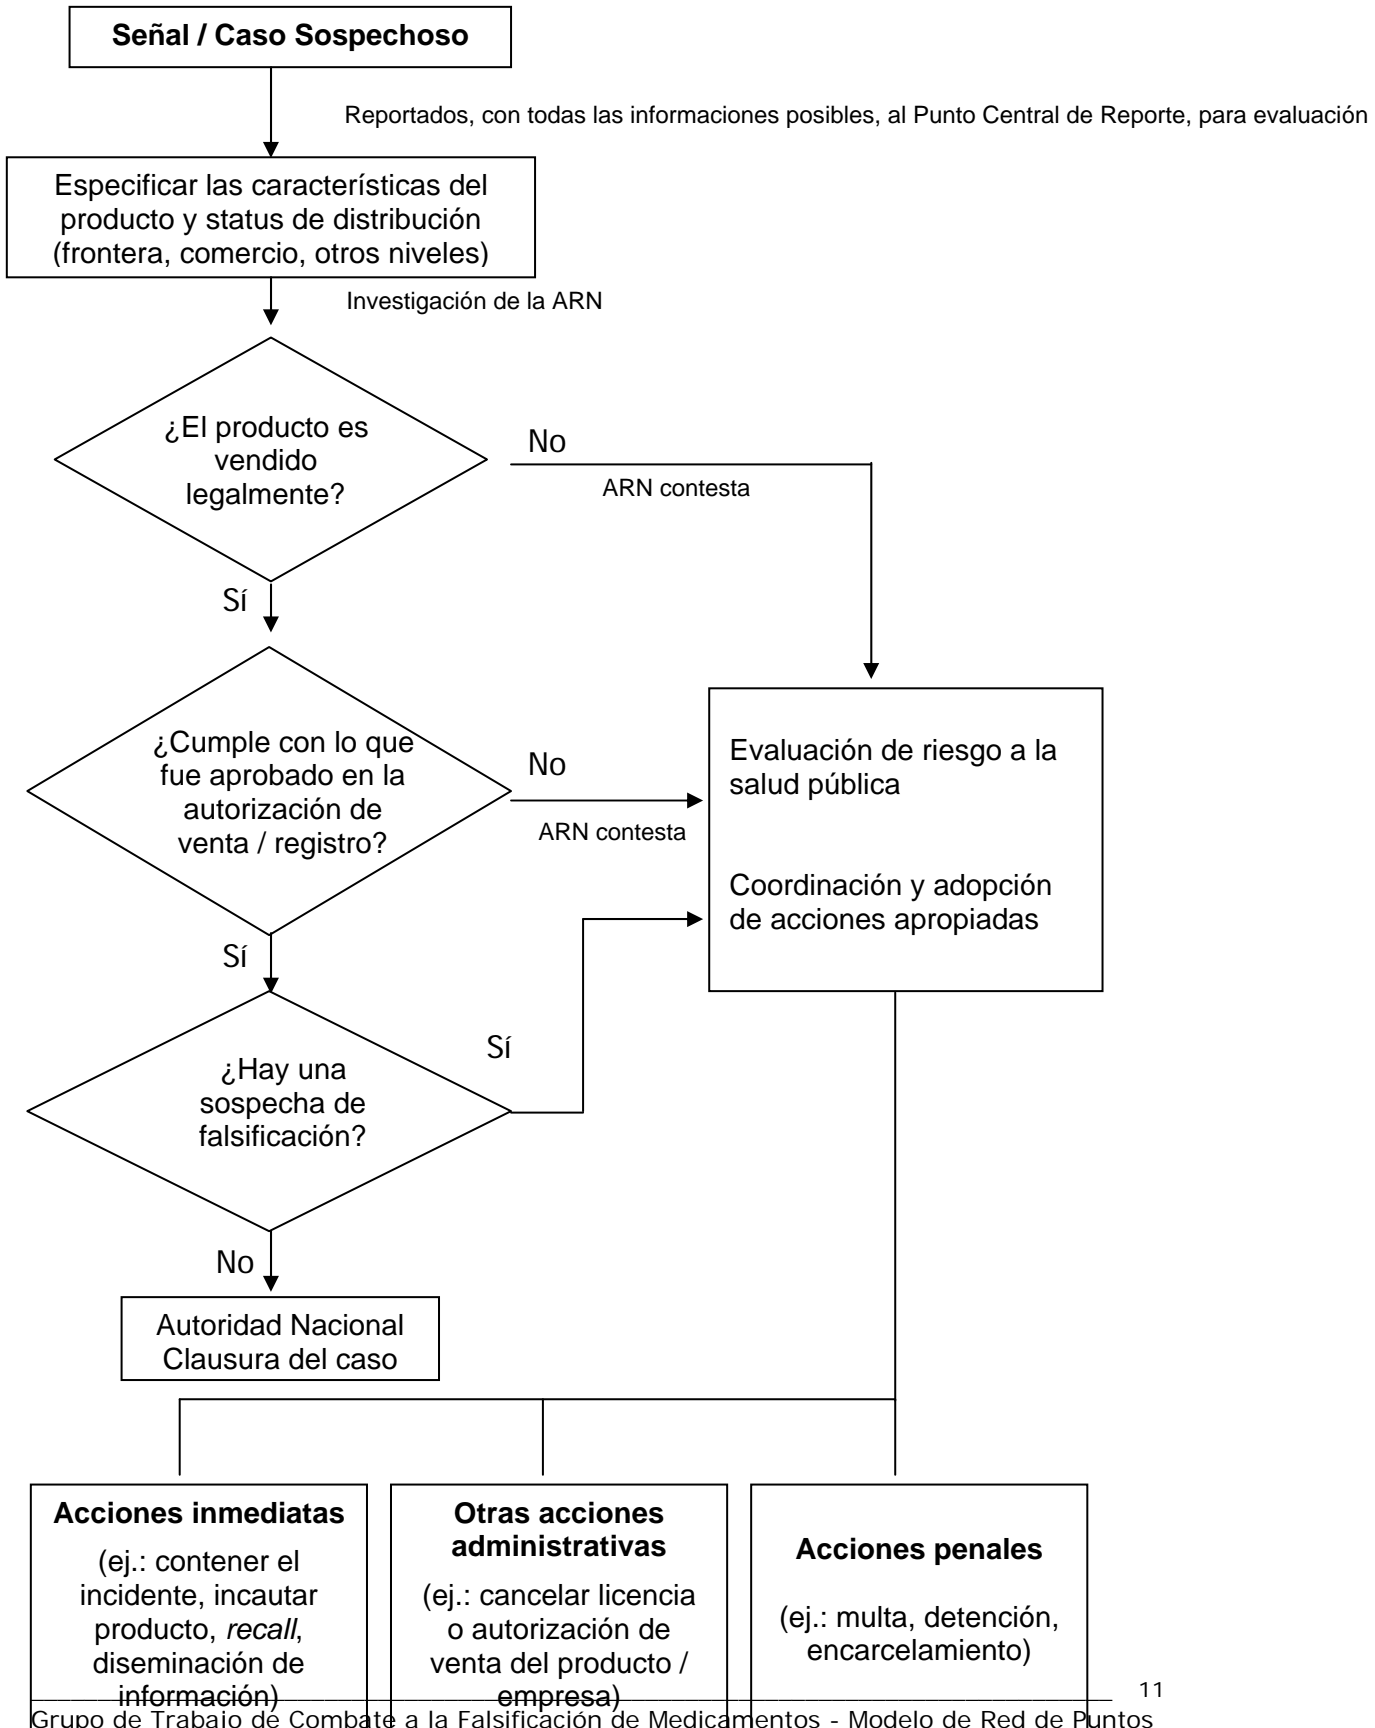 Señal / Caso Sospechoso
Reportados, con todas las informaciones posibles, al Punto Central de Reporte, para evaluación
Especificar las características del
producto y status de distribución
(frontera, comercio, otros niveles)
Investigación de la ARN
¿El producto es
vendido
legalmente?
No
ARN contesta
Sí
¿Cumple con lo que
fue aprobado en la
autorización de
venta / registro?
No
ARN contesta
Evaluación de riesgo a la
salud pública
Coordinación y adopción
de acciones apropiadas
Sí
¿Hay una
sospecha de
falsificación?
Sí
No
Autoridad Nacional
Clausura del caso
Acciones inmediatas
(ej.: contener el
incidente, incautar
producto, recall,
diseminación de
información)
Otras acciones
administrativas
(ej.: cancelar licencia
o autorización de
venta del producto /
empresa)
Acciones penales
(ej.: multa, detención,
encarcelamiento)
11
Grupo de Trabajo de Combate a la Falsificación de Medicamentos - Modelo de Red de Puntos